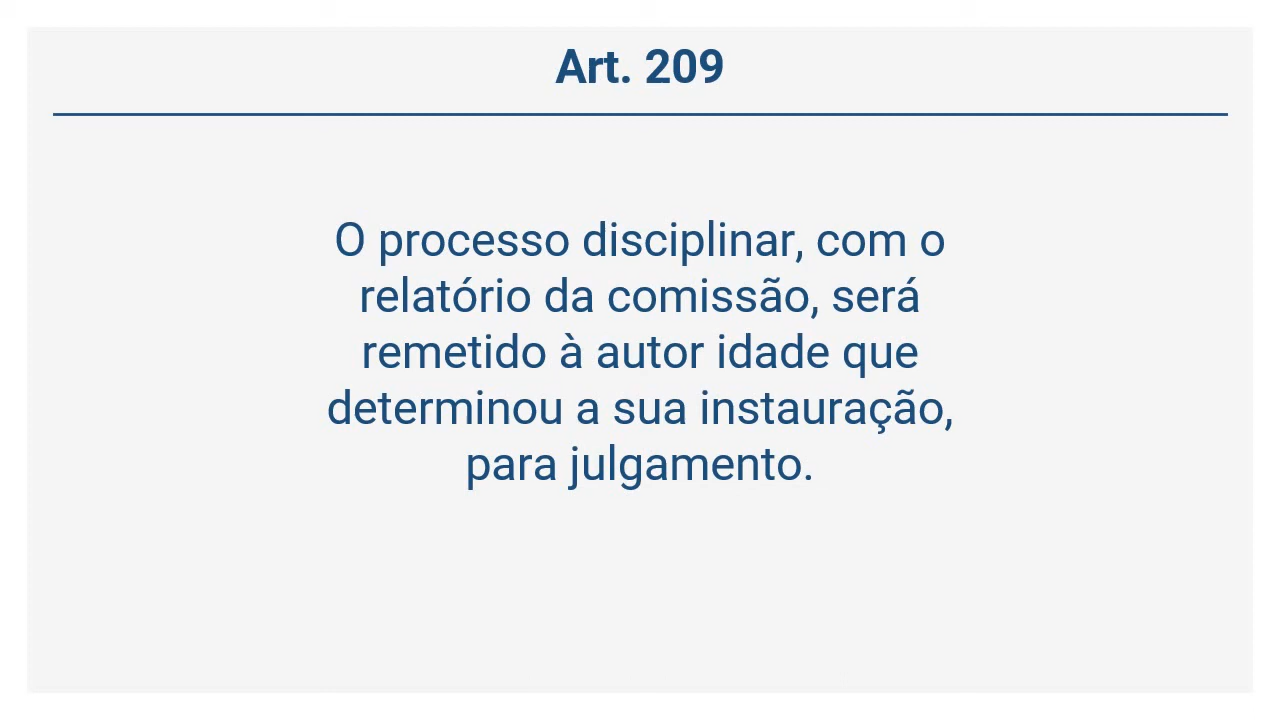 Art. 209
O processo disciplinar, com o
relatório da comissão, será
remetido à autor idade que
determinou a sua instauração,
para julgamento.